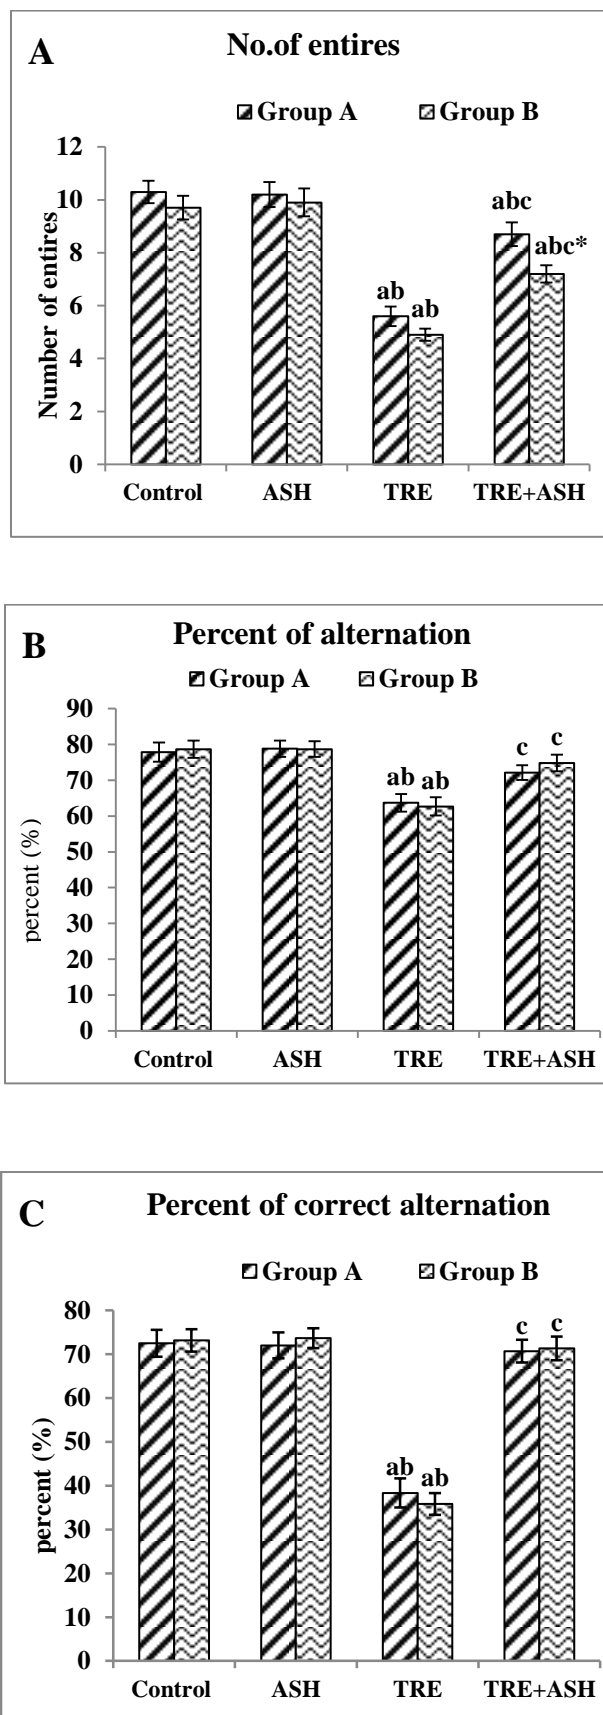 A
No.of entires
Group A Group B
Number of entires
12
10
8
6
4
2
0
ab ab
abc
abc*
Control ASH TRE TRE+ASH
B
Percent of alternation
Group A Group B
percent (%)
90
80
70
60
50
40
30
20
10
0
ab ab
c c
Control ASH TRE TRE+ASH
C
Percent of correct alternation
Group A Group B
percent (%)
80
70
60
50
40
30
20
10
0
ab ab
c c
Control ASH TRE TRE+ASH